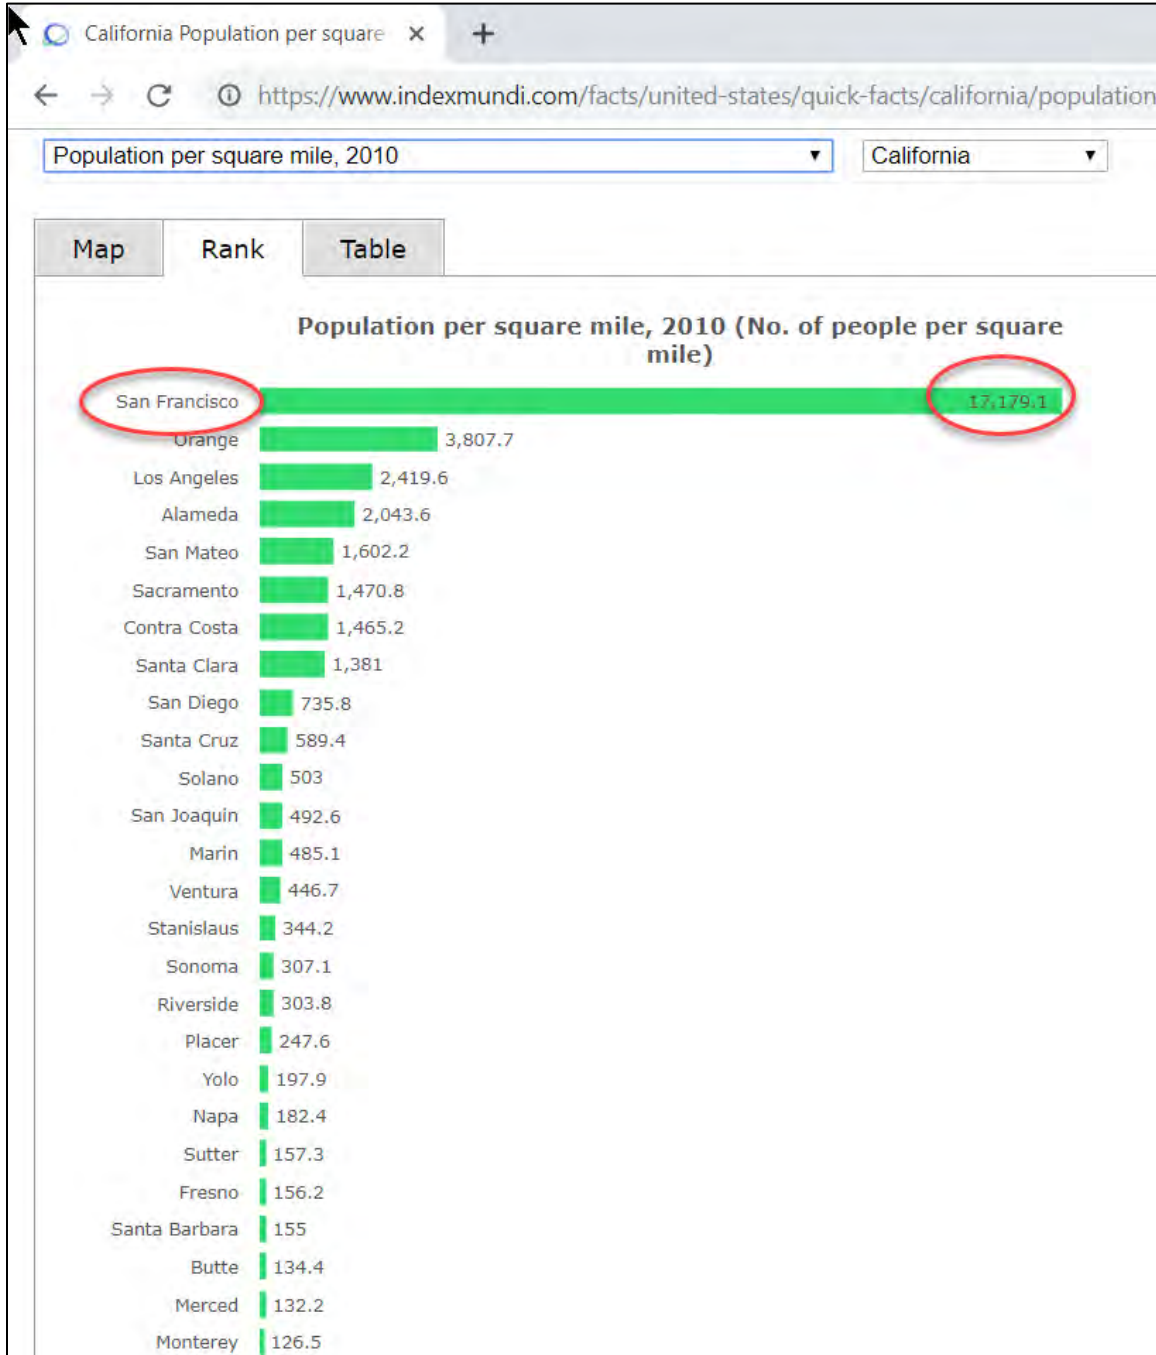 California Population per square
https://www.indexmundi.com/facts/united-states/quick-facts/california/population
Population per square mile, 2010 California
Map Rank Table
Population per square mile, 2010 (No. of people per square
mile)
San Francisco 17,179.1
Orange 3,807.7
Los Angeles 2,419.6
Alameda 2,043.6
San Mateo 1,602.2
Sacramento 1,470.8
Contra Costa 1,465.2
Santa Clara 1,381
San Diego 735.8
Santa Cruz 589.4
Solano 503
San Joaquin 492.6
Marin 485.1
Ventura 446.7
Stanislaus 344.2
Sonoma 307.1
Riverside 303.8
Placer 247.6
Yolo 197.9
Napa 182.4
Sutter 157.3
Fresno 156.2
Santa Barbara 155
Butte 134.4
Merced 132.2
Monterey 126.5